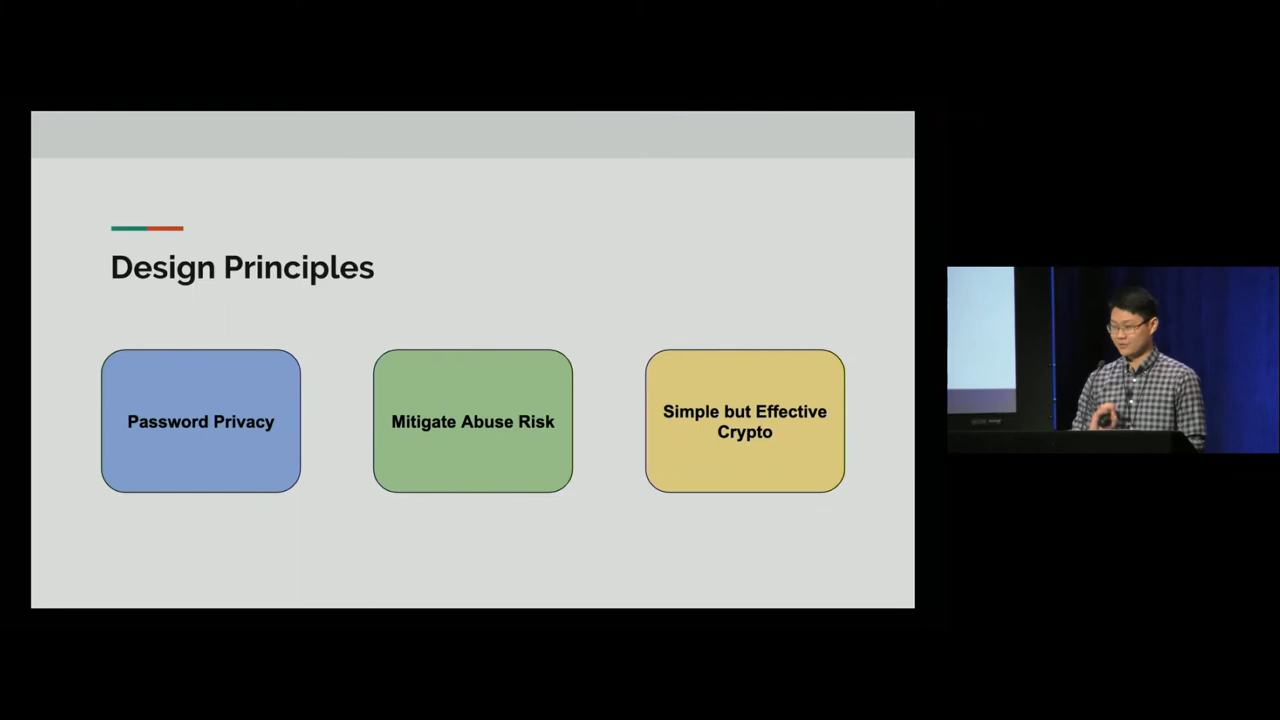 Design Principles
Password Privacy
Mitigate Abuse Risk
Simple but Effective
Crypto